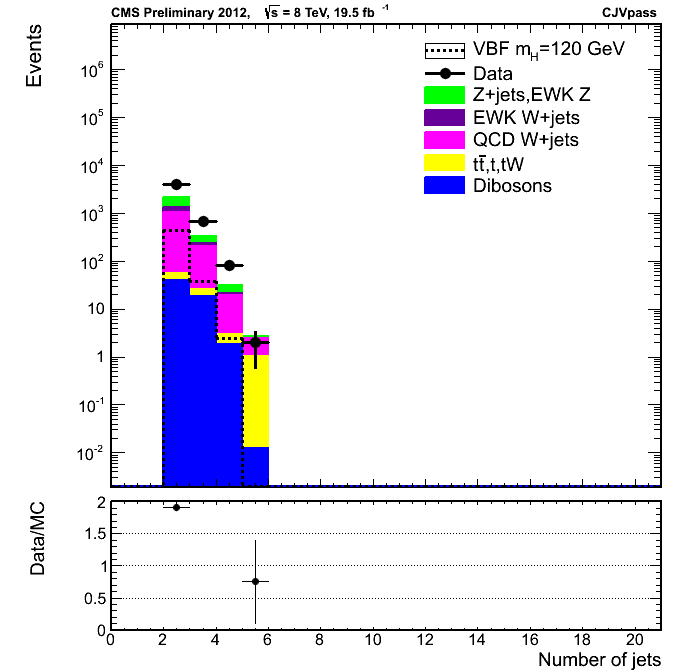 CMS Preliminary 2012, √s = 8 TeV, 19.5 fb⁻¹ CJVpass
Events
10⁶
10⁵
10⁴
10³
10²
10
1
10⁻¹
10⁻²
VBF m_H=120 GeV
Data
Z+jets,EWK Z
EWK W+jets
QCD W+jets
tt̅,t,tW
Dibosons
Data/MC
2
1.5
1
0.5
0
0 2 4 6 8 10 12 14 16 18 20
Number of jets